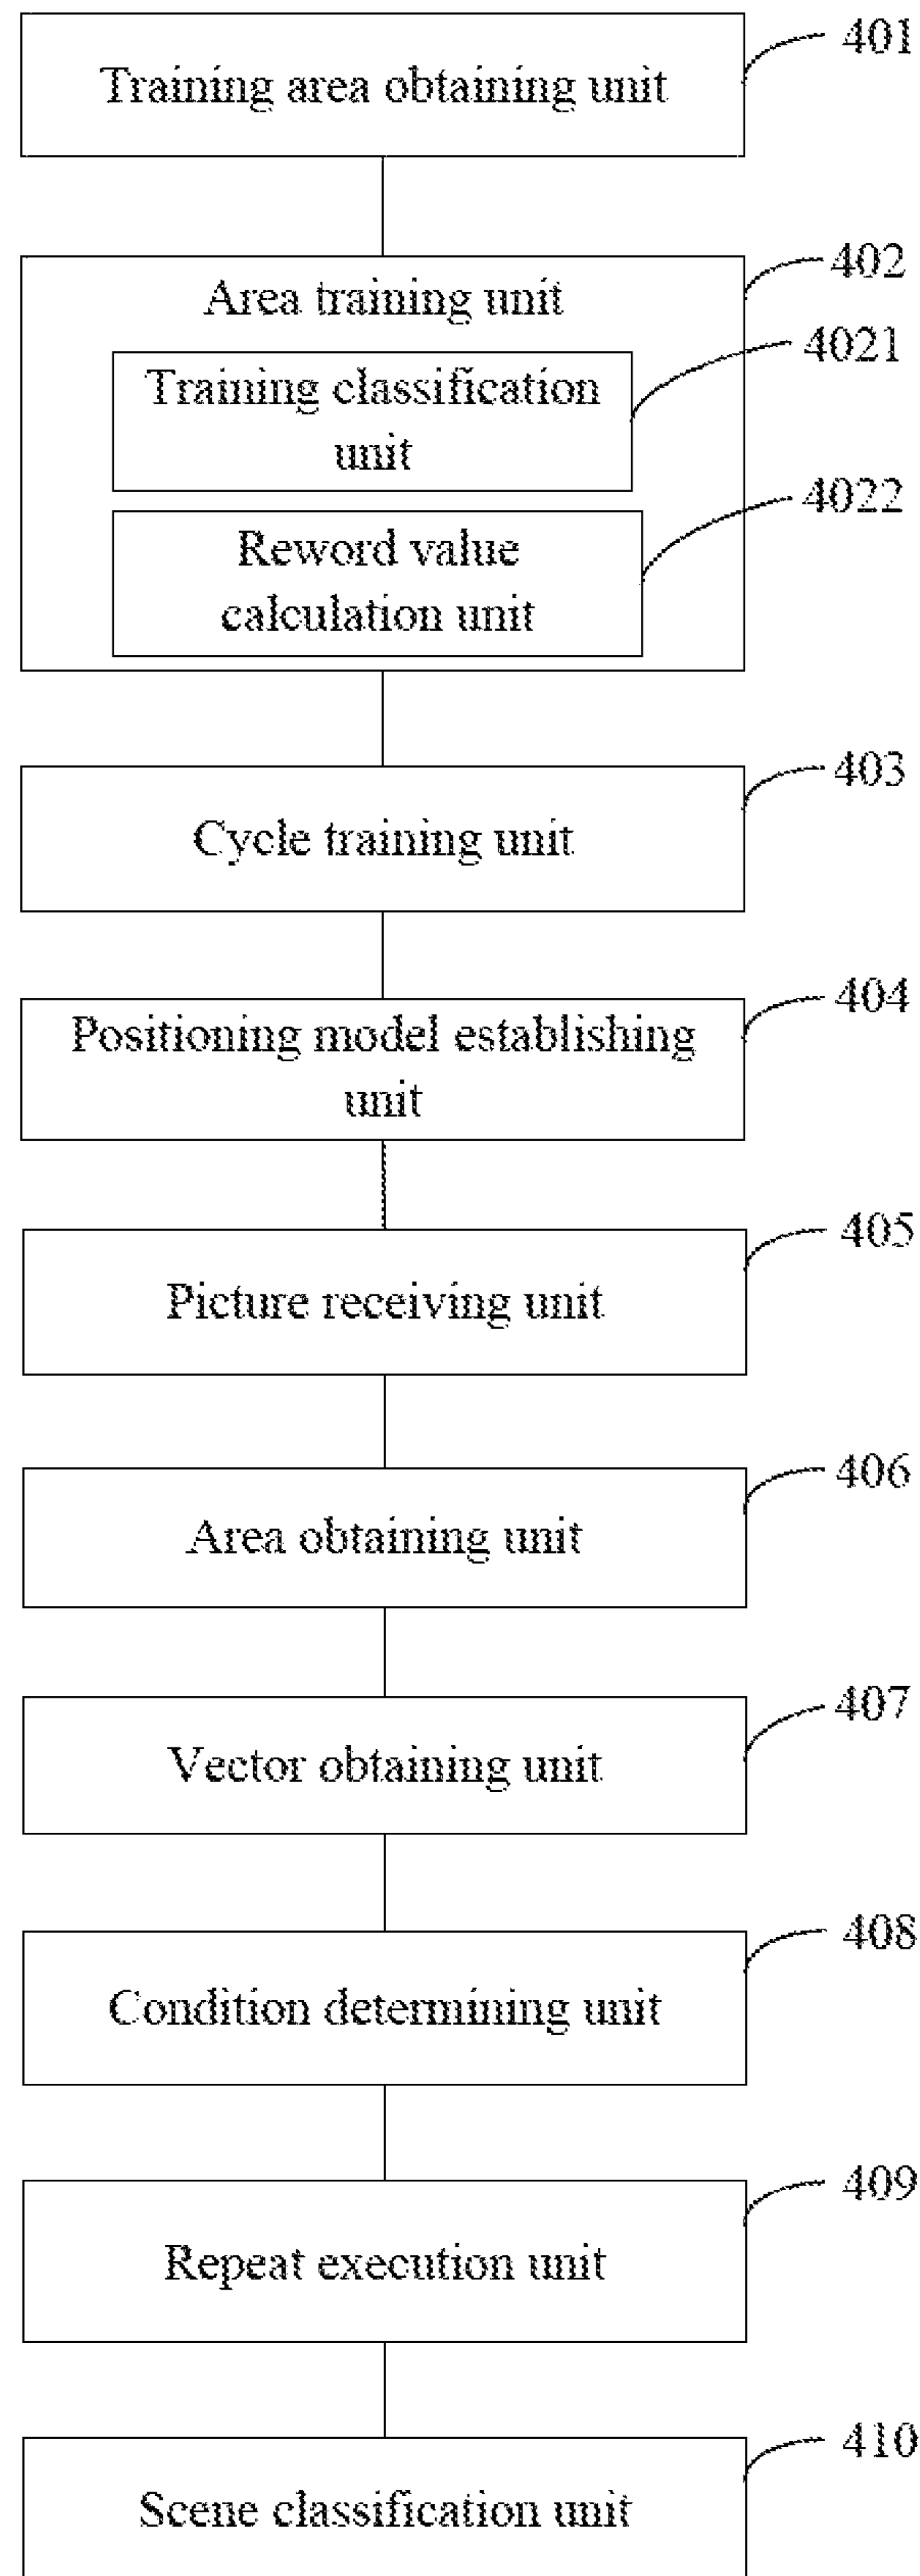 401
Training area obtaining unit
402
Area training unit
4021
Training classification
unit
4022
Reword value
calculation unit
403
Cycle training unit
404
Positioning model establishing
unit
405
Picture receiving unit
406
Area obtaining unit
407
Vector obtaining unit
408
Condition determining unit
409
Repeat execution unit
410
Scene classification unit